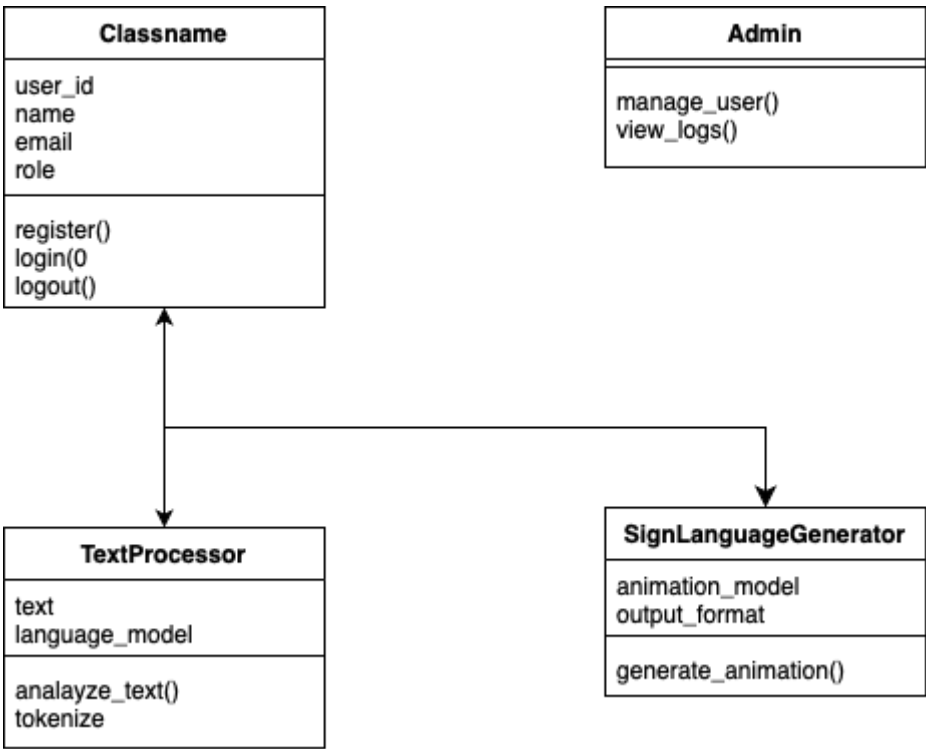 Classname
user_id
name
email
role
register()
login(0
logout()
Admin
manage_user()
view_logs()
TextProcessor
text
language_model
analayze_text()
tokenize
SignLanguageGenerator
animation_model
output_format
generate_animation()